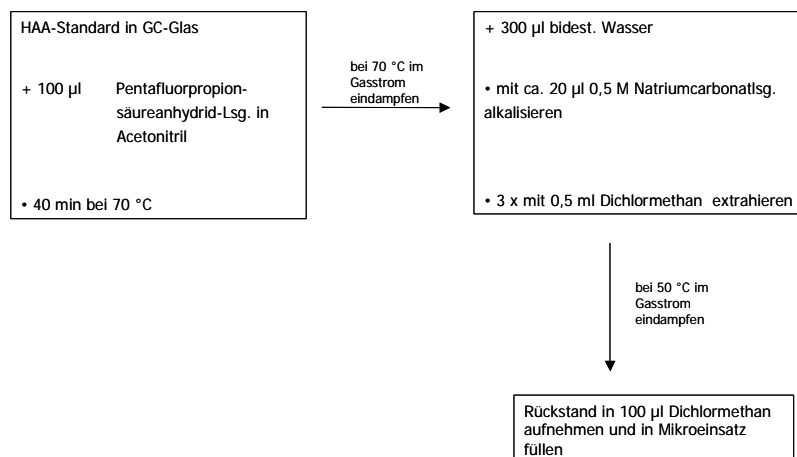 HAA-Standard in GC-Glas
+ 100 µl Pentafluorpropion-
säureanhydrid-Lsg. in
Acetonitril
• 40 min bei 70 °C
bei 70 °C im
Gasstrom
eindampfen
+ 300 µl bidest. Wasser
• mit ca. 20 µl 0,5 M Natriumcarbonatlsg.
alkalisieren
• 3 x mit 0,5 ml Dichlormethan extrahieren
bei 50 °C im
Gasstrom
eindampfen
Rückstand in 100 µl Dichlormethan
aufnehmen und in Mikroeinsatz
füllen